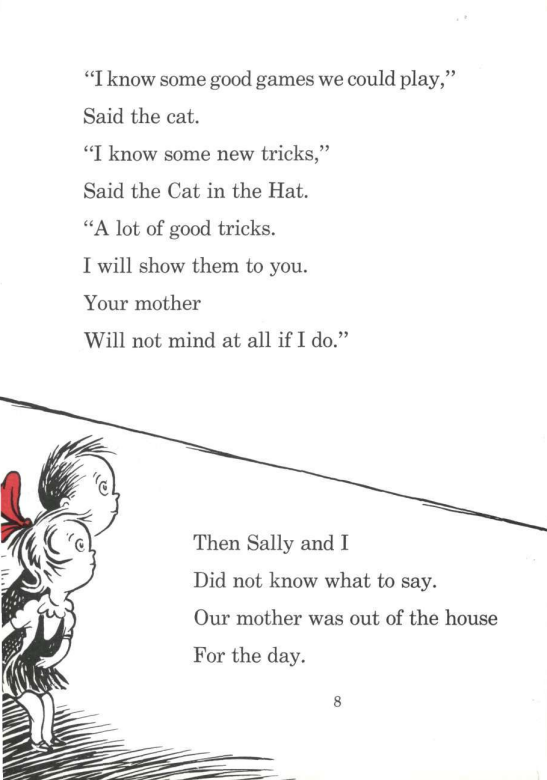 “I know some good games we could play,”
Said the cat.
“I know some new tricks,”
Said the Cat in the Hat.
“A lot of good tricks.
I will show them to you.
Your mother
Will not mind at all if I do.”
Then Sally and I
Did not know what to say.
Our mother was out of the house
For the day.
8